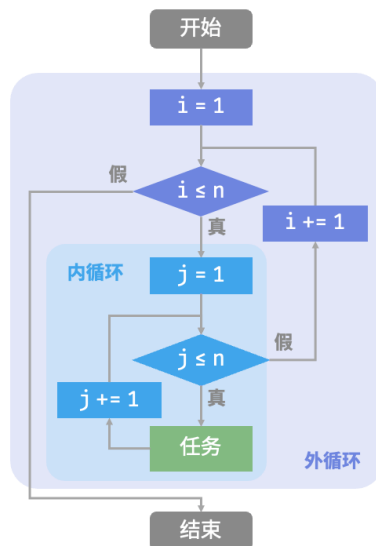 开始
i = 1
假
i ≤ n
i += 1
真
内循环
j = 1
假
j ≤ n
j += 1
真
任务
外循环
结束